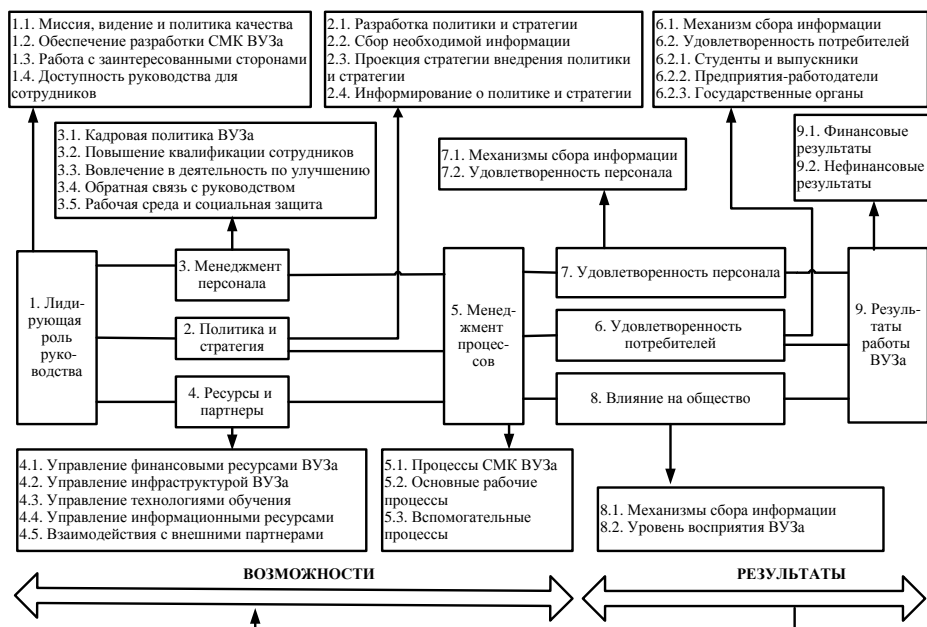 1.1. Миссия, видение и политика качества
1.2. Обеспечение разработки СМК ВУЗа
1.3. Работа с заинтересованными сторонами
1.4. Доступность руководства для
сотрудников
2.1. Разработка политики и стратегии
2.2. Сбор необходимой информации
2.3. Проекция стратегии внедрения политики
и стратегии
2.4. Информирование о политике и стратегии
6.1. Механизм сбора информации
6.2. Удовлетворенность потребителей
6.2.1. Студенты и выпускники
6.2.2. Предприятия-работодатели
6.2.3. Государственные органы
3.1. Кадровая политика ВУЗа
3.2. Повышение квалификации сотрудников
3.3. Вовлечение в деятельность по улучшению
3.4. Обратная связь с руководством
3.5. Рабочая среда и социальная защита
7.1. Механизмы сбора информации
7.2. Удовлетворенность персонала
9.1. Финансовые
результаты
9.2. Нефинансовые
результаты
1. Лиди-
рующая
роль
руко-
водства
3. Менеджмент
персонала
2. Политика и
стратегия
4. Ресурсы и
партнеры
5. Менед-
жмент
процес-
сов
7. Удовлетворенность персонала
6. Удовлетворенность
потребителей
8. Влияние на общество
9. Резуль-
таты
работы
ВУЗа
4.1. Управление финансовыми ресурсами ВУЗа
4.2. Управление инфраструктурой ВУЗа
4.3. Управление технологиями обучения
4.4. Управление информационными ресурсами
4.5. Взаимодействия с внешними партнерами
5.1. Процессы СМК ВУЗа
5.2. Основные рабочие
процессы
5.3. Вспомогательные
процессы
8.1. Механизмы сбора информации
8.2. Уровень восприятия ВУЗа
ВОЗМОЖНОСТИ
РЕЗУЛЬТАТЫ